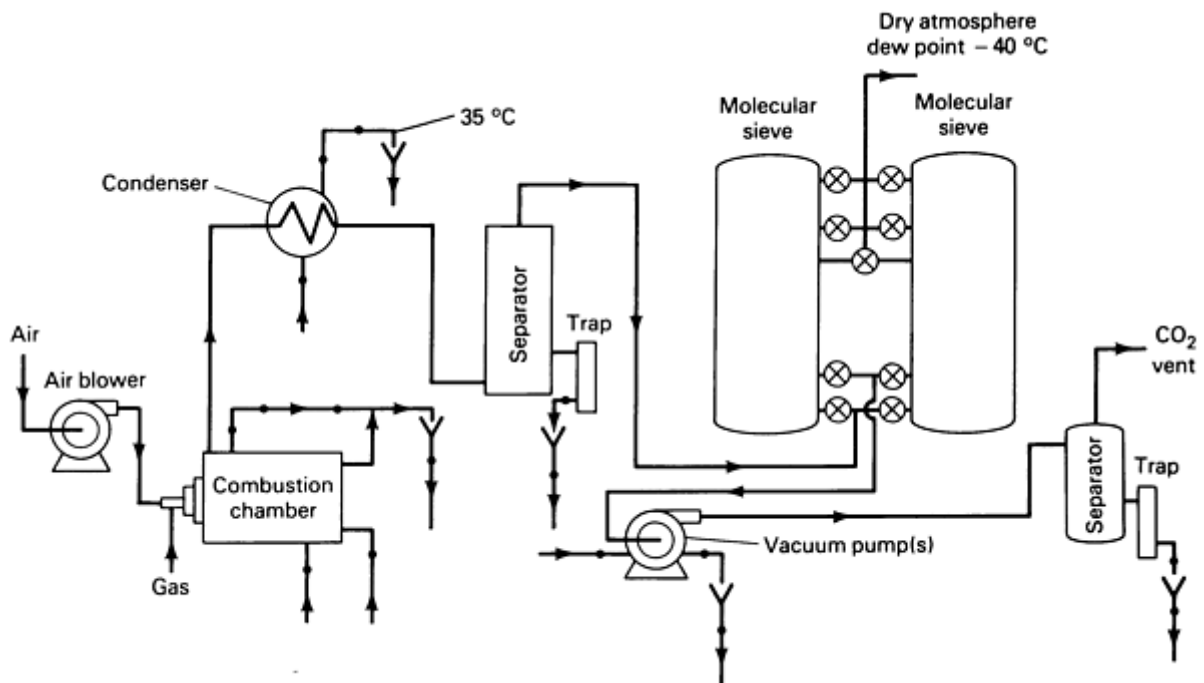 Dry atmosphere
dew point – 40 °C
Molecular
sieve
Molecular
sieve
35 °C
Condenser
Separator
Trap
Air
Air blower
CO₂
vent
Combustion
chamber
Separator
Trap
Vacuum pump(s)
Gas